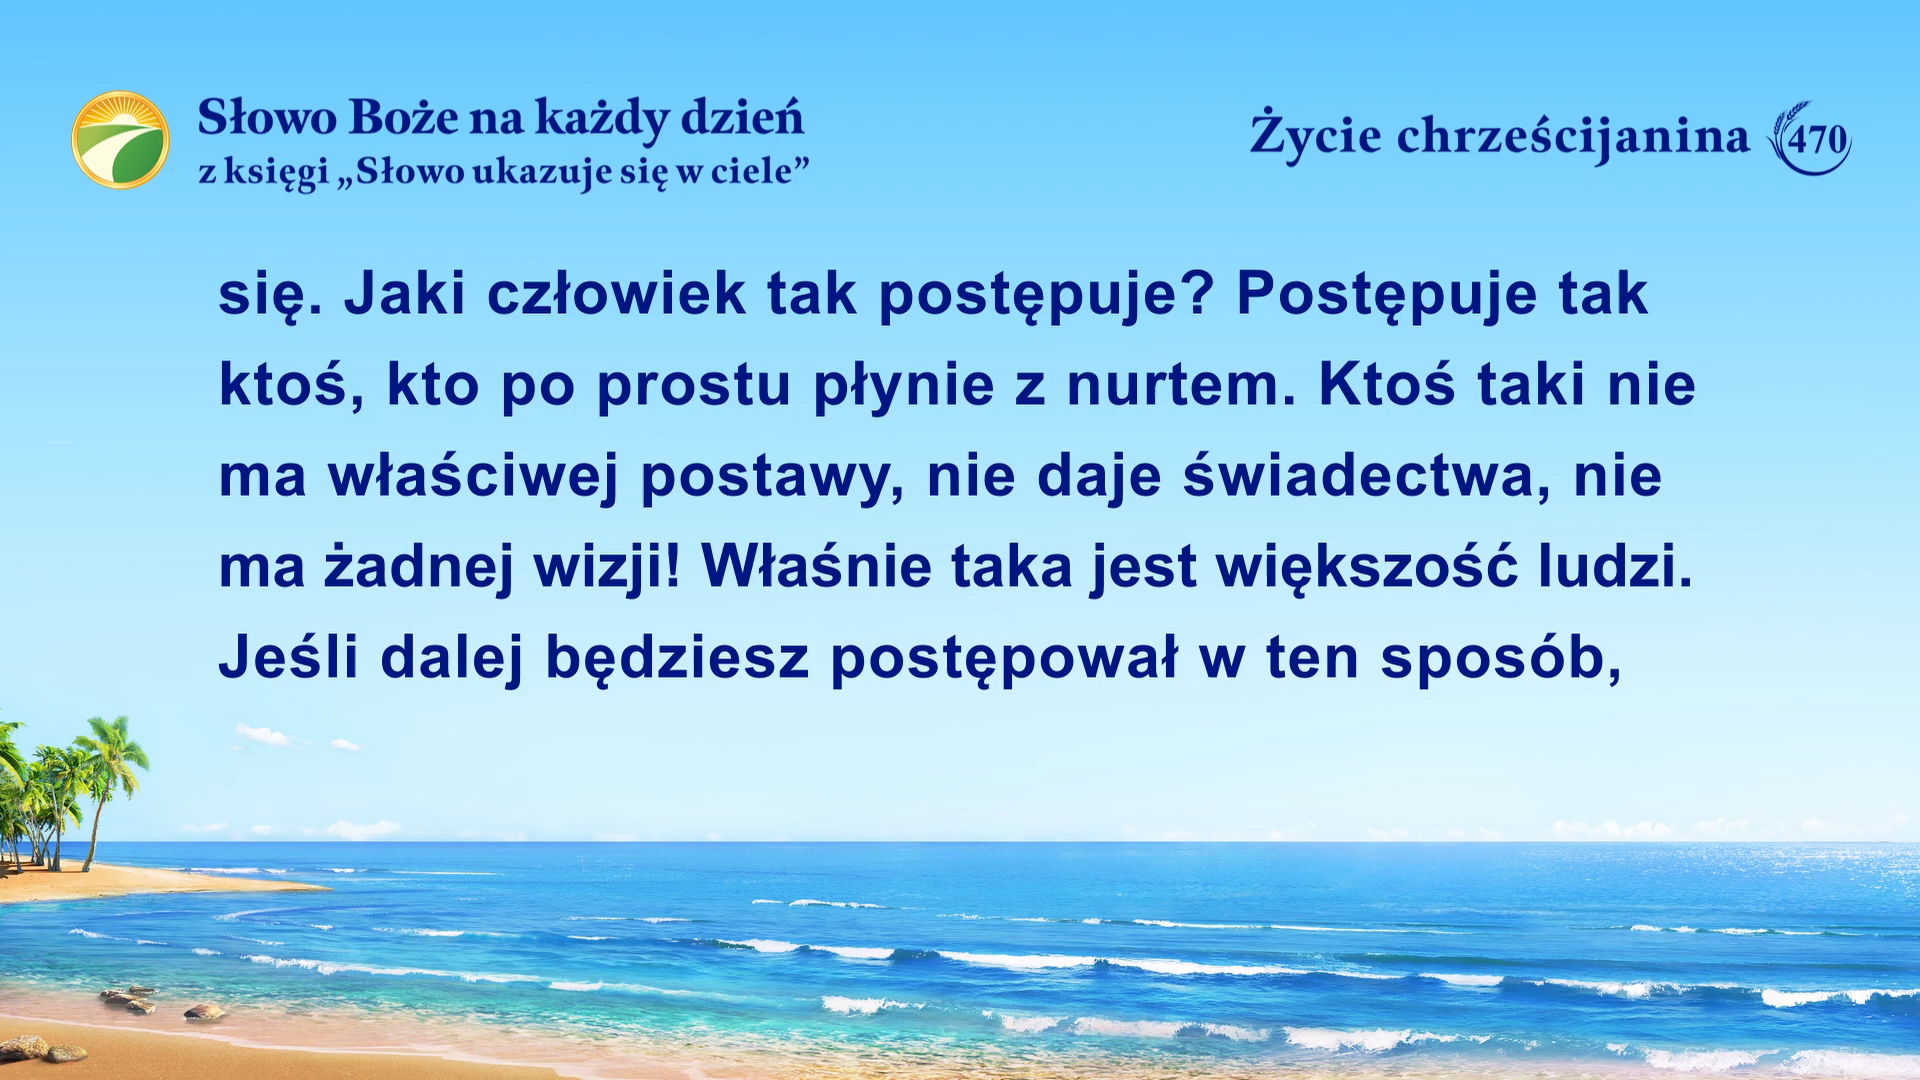 Słowo Boże na każdy dzień
z księgi „Słowo ukazuje się w ciele”
Życie chrześcijanina 470
się. Jaki człowiek tak postępuje? Postępuje tak
ktoś, kto po prostu płynie z nurtem. Ktoś taki nie
ma właściwej postawy, nie daje świadectwa, nie
ma żadnej wizji! Właśnie taka jest większość ludzi.
Jeśli dalej będziesz postępował w ten sposób,